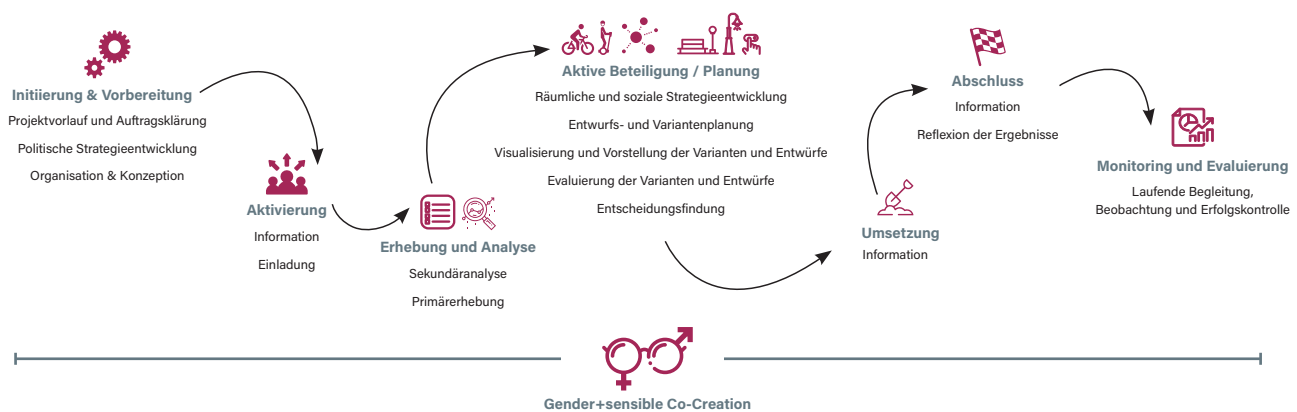 Initiierung & Vorbereitung
Projektvorlauf und Auftragsklärung
Politische Strategieentwicklung
Organisation & Konzeption
Aktivierung
Information
Einladung
Erhebung und Analyse
Sekundäranalyse
Primärerhebung
Aktive Beteiligung / Planung
Räumliche und soziale Strategieentwicklung
Entwurfs- und Variantenplanung
Visualisierung und Vorstellung der Varianten und Entwürfe
Evaluierung der Varianten und Entwürfe
Entscheidungsfindung
Umsetzung
Information
Abschluss
Information
Reflexion der Ergebnisse
Monitoring und Evaluierung
Laufende Begleitung,
Beobachtung und Erfolgskontrolle
Gender+sensible Co-Creation